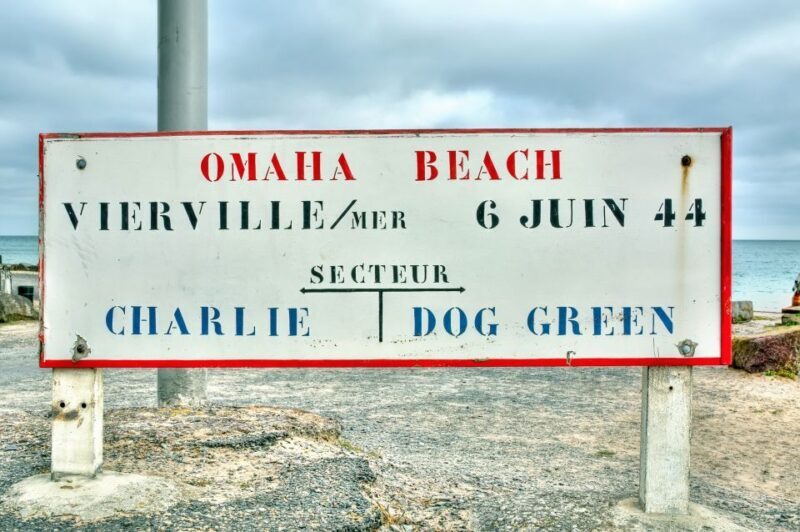 OMAHA BEACH
VIERVILLE/MER 6 JUIN 44
SECTEUR
CHARLIE DOG GREEN